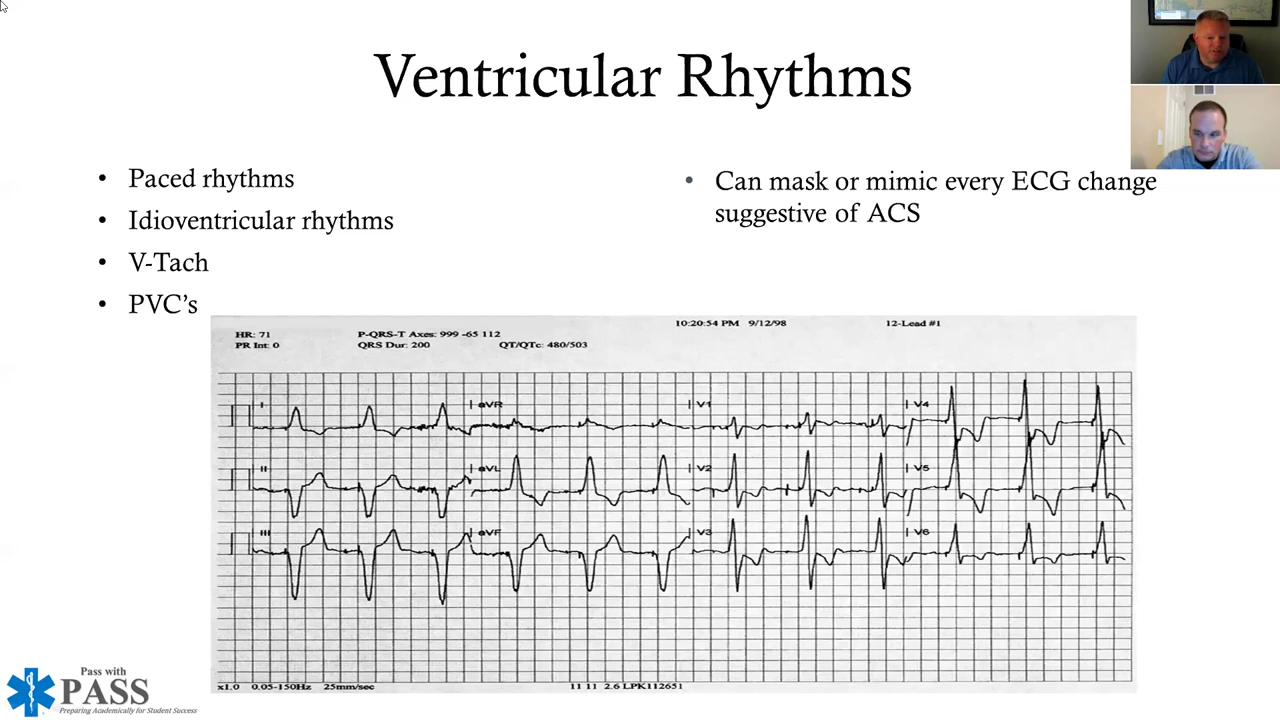 Ventricular Rhythms
• Paced rhythms
• Idioventricular rhythms
• V-Tach
• PVC’s
• Can mask or mimic every ECG change
suggestive of ACS
10:20:54 PM 9/12/98 12-Lead #1
HR: 71 P-QRS-T Axes: 999 -65 112
PR Int: 0 QRS Dur: 200 QT/QTc: 480/503
I aVR V1 V4
II aVL V2 V5
III aVF V3 V6
x1.0 0.05-150Hz 25mm/sec 11 11 2.6 LPK112651
Pass with
PASS
Preparing Academically for Student Success